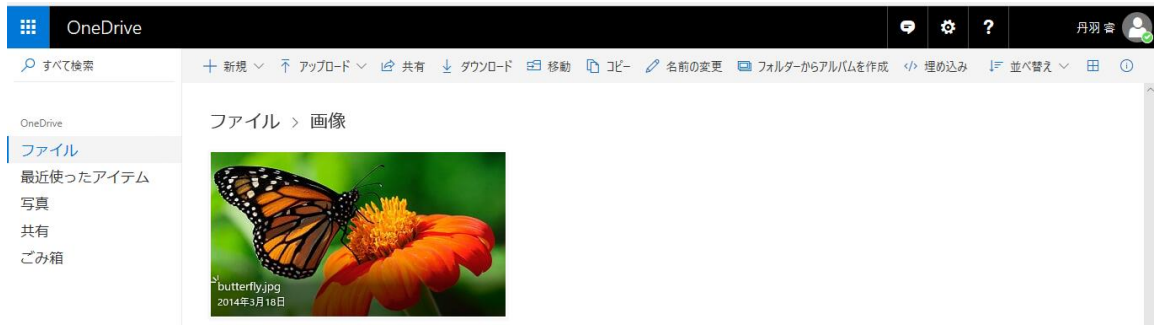 OneDrive ? 丹羽 睿
すべて検索 新規 アップロード 共有 ダウンロード 移動 コピー 名前の変更 フォルダーからアルバムを作成 </> 埋め込み 並べ替え
OneDrive
ファイル
最近使ったアイテム
写真
共有
ごみ箱
ファイル > 画像
butterfly.jpg
2014年3月18日